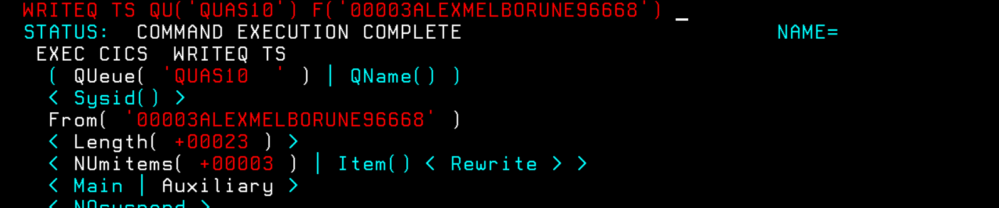 WRITEQ TS QU('QUAS10') F('00003ALEXMELBORUNE96668') _
STATUS:  COMMAND EXECUTION COMPLETE NAME=
EXEC CICS  WRITEQ TS
( QUeue( 'QUAS10  ' ) | QName() )
< Sysid() >
From( '00003ALEXMELBORUNE96668' )
< Length( +00023 ) >
< NUmitems( +00003 ) | Item() < Rewrite > >
< Main | Auxiliary >
< NOsuspend >